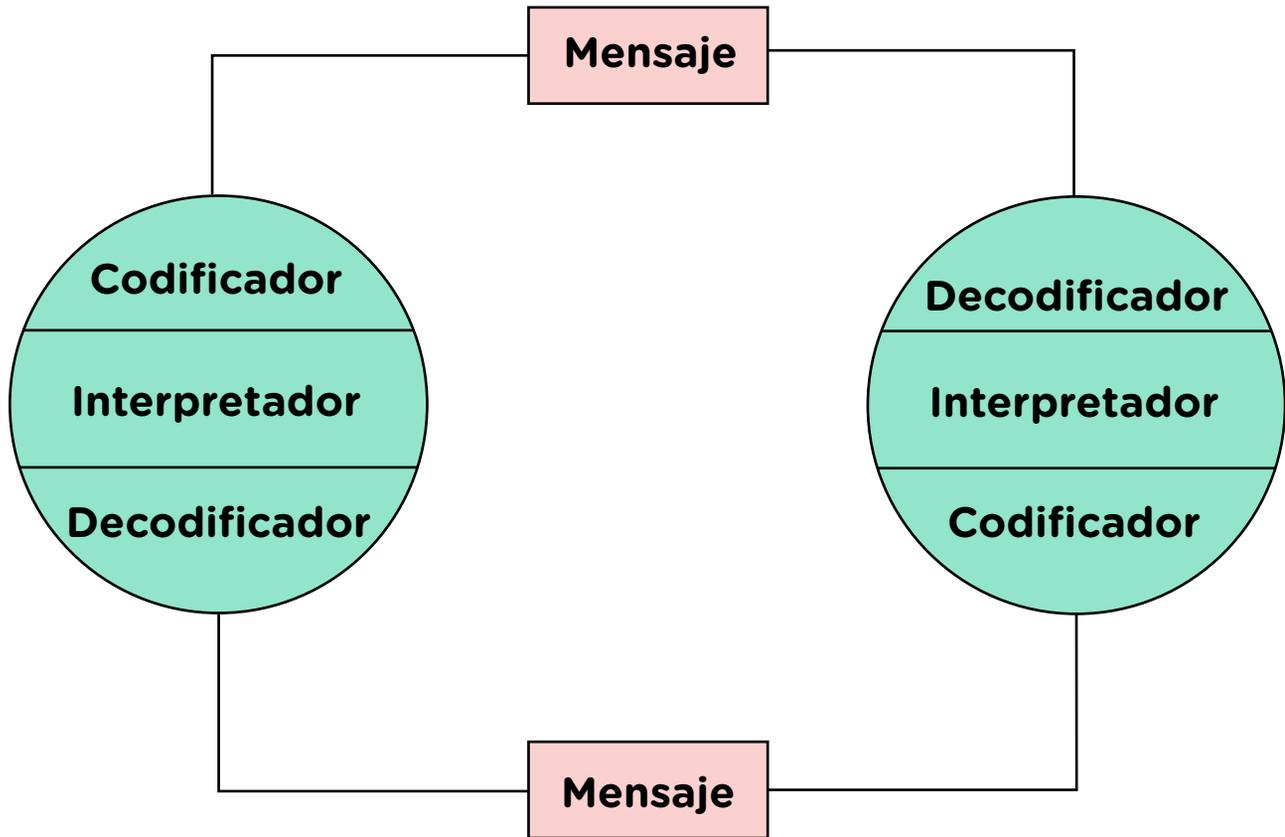 Mensaje
Codificador
Interpretador
Decodificador
Decodificador
Interpretador
Codificador
Mensaje